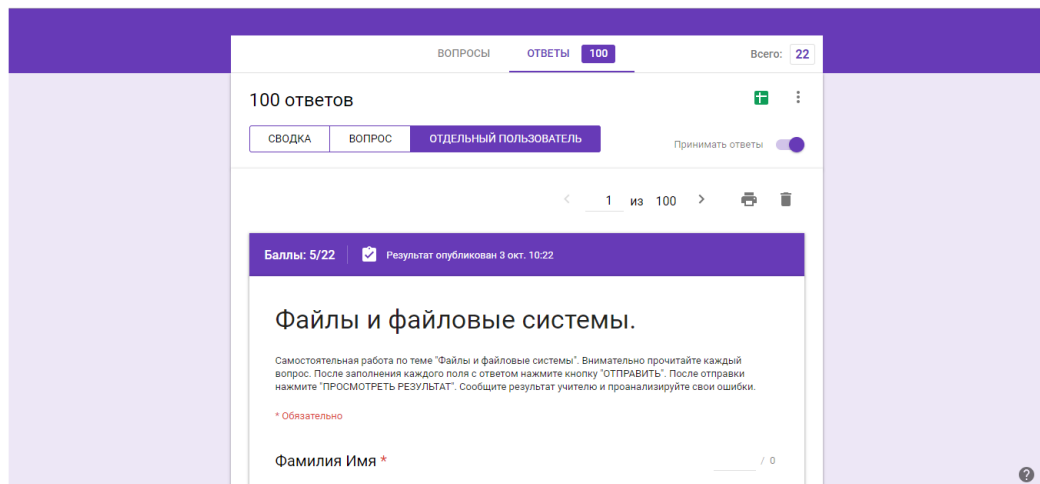 ВОПРОСЫ ОТВЕТЫ 100 Всего: 22
100 ответов
СВОДКА ВОПРОС ОТДЕЛЬНЫЙ ПОЛЬЗОВАТЕЛЬ Принимать ответы
1 из 100
Баллы: 5/22 Результат опубликован 3 окт. 10:22
Файлы и файловые системы.
Самостоятельная работа по теме "Файлы и файловые системы". Внимательно прочитайте каждый
вопрос. После заполнения каждого поля с ответом нажмите кнопку "ОТПРАВИТЬ". После отправки
нажмите "ПРОСМОТРЕТЬ РЕЗУЛЬТАТ". Сообщите результат учителю и проанализируйте свои ошибки.
* Обязательно
Фамилия Имя * / 0